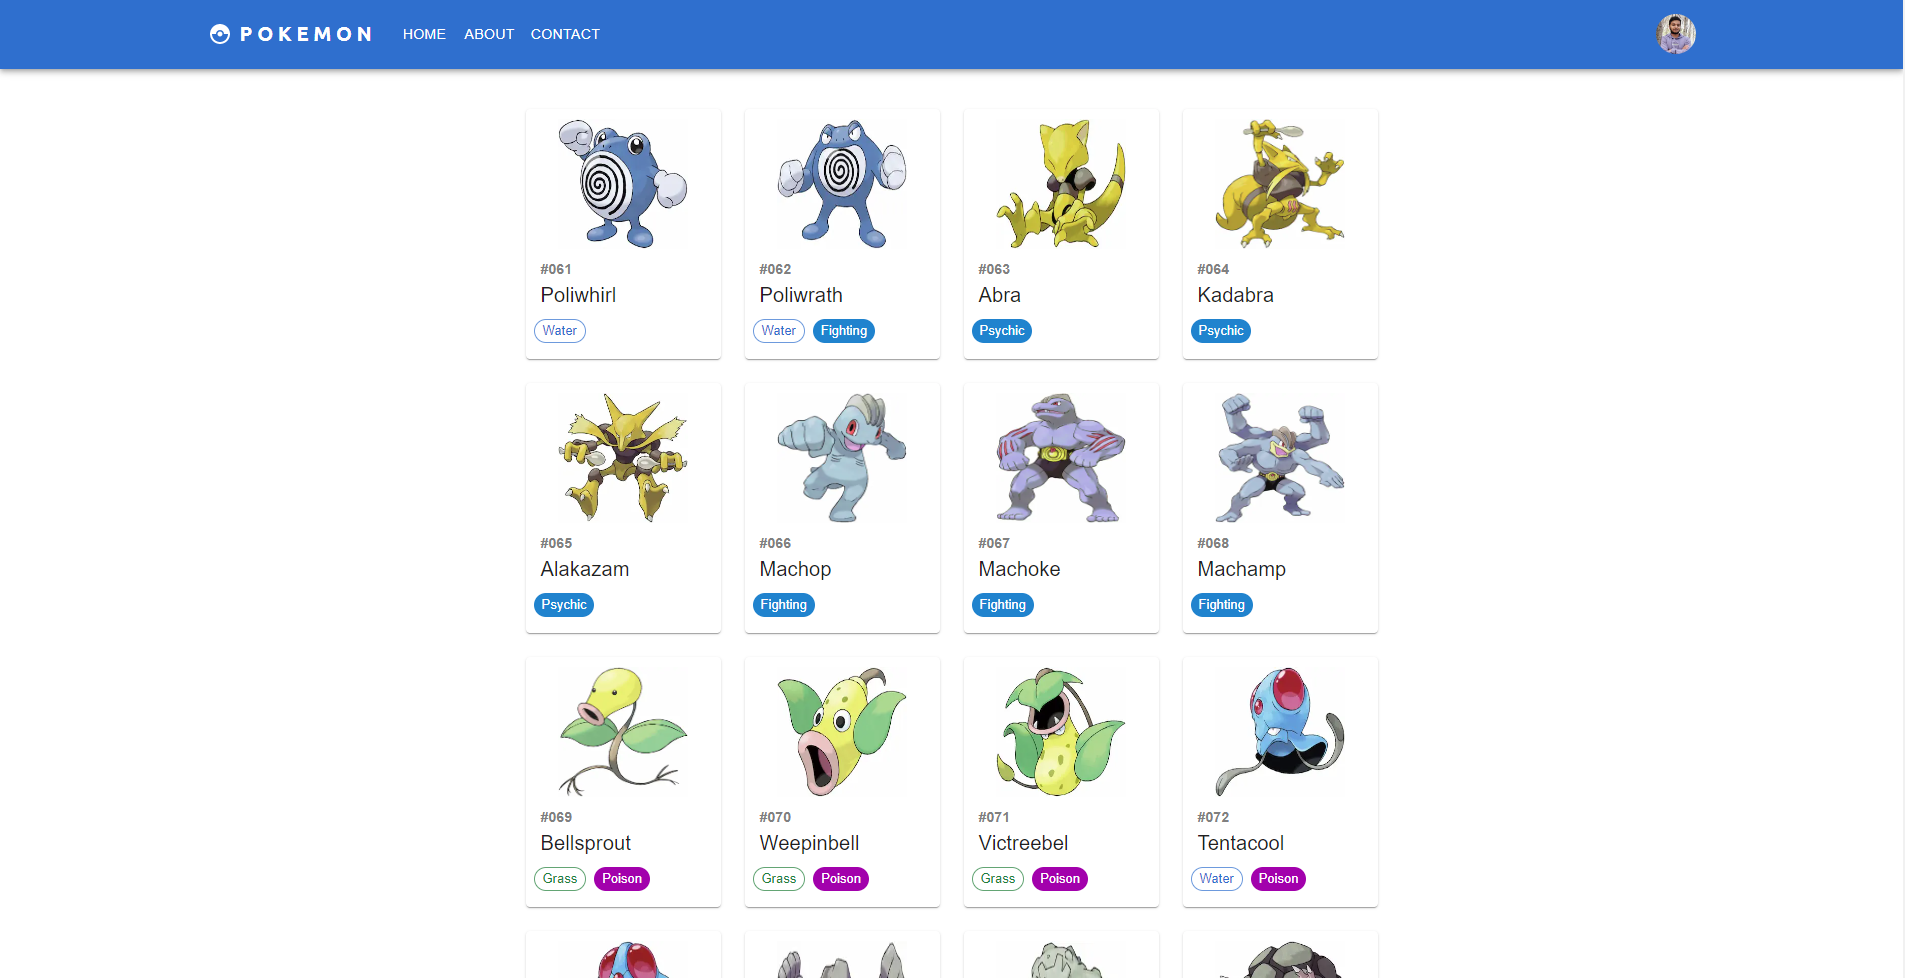 POKEMON HOME ABOUT CONTACT
#061
Poliwhirl
Water
#062
Poliwrath
Water Fighting
#063
Abra
Psychic
#064
Kadabra
Psychic
#065
Alakazam
Psychic
#066
Machop
Fighting
#067
Machoke
Fighting
#068
Machamp
Fighting
#069
Bellsprout
Grass Poison
#070
Weepinbell
Grass Poison
#071
Victreebel
Grass Poison
#072
Tentacool
Water Poison